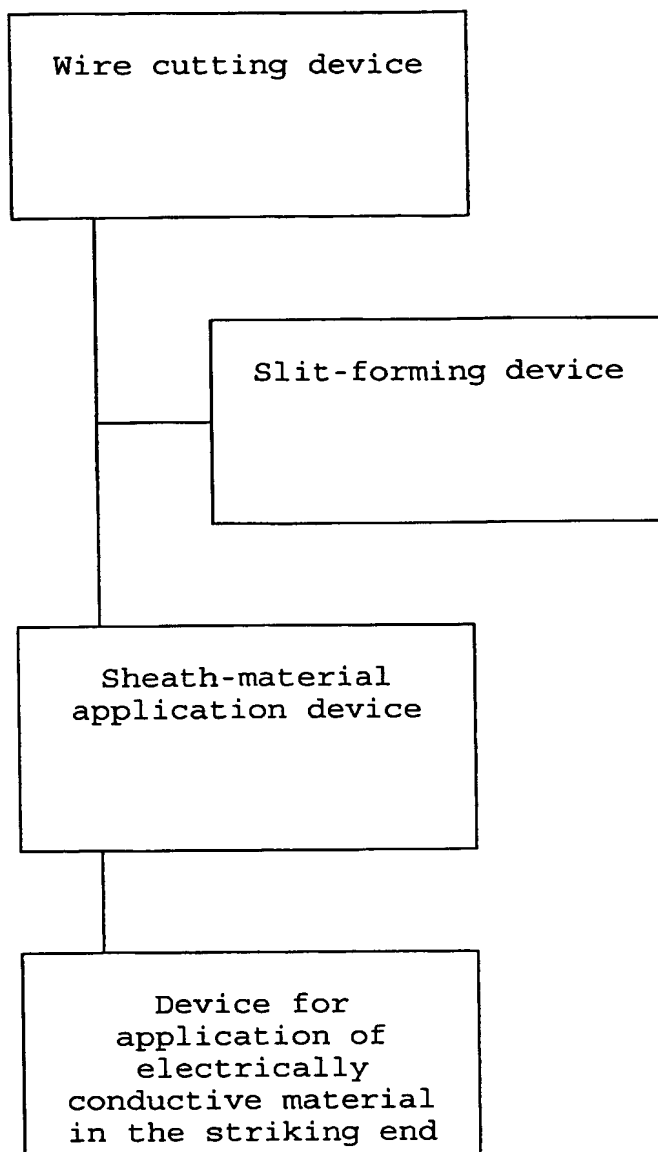 Wire cutting device
Slit-forming device
Sheath-material
application device
Device for
application of
electrically
conductive material
in the striking end